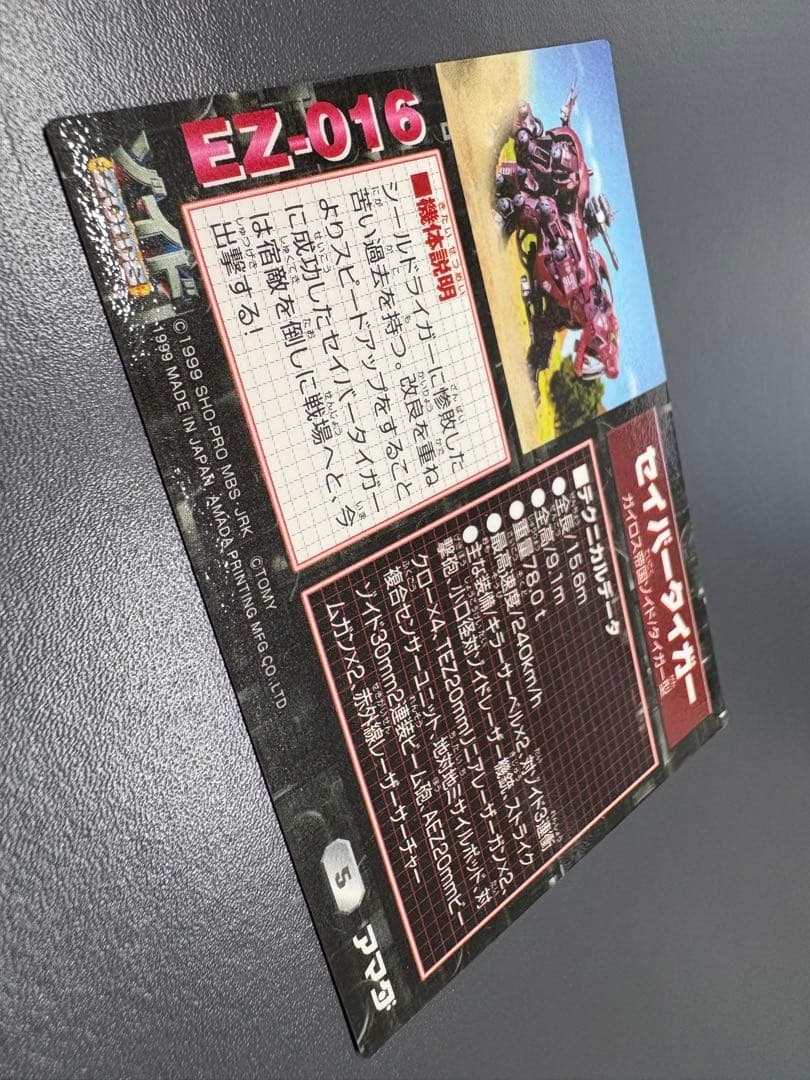 セイバータイガー
ガイロス帝国ゾイド/タイガー型
EZ-016
■機体説明
シールドライガーに惨敗した
苦い過去を持つ。改良を重ね
よりスピードアップをすること
に成功したセイバータイガー
は宿敵を倒しに戦場へと、今
出撃する!
■テクニカルデータ
●全長/15.6m
●全高/9.1m
●重量 78.0t
●最高速度/240km/h
●主な装備/キラーサーベル×2、対ゾイド3連衝
撃砲、小口径対ゾイドレーザー機銃、ストライク
クロー×4、TEZ20mmリニアレーザーガン×2、
複合センサーユニット、地対地ミサイルポッド、対
ゾイド30mm2連装ビーム砲、AEZ20mmビー
ムガン×2、赤外線レーザーサーチャー
ゾイド
ZOIDS
©1999 SHO-PRO MBS. JRK ©TOMY
1999 MADE IN JAPAN, AMADA PRINTING MFG.CO.,LTD
5
アマダ